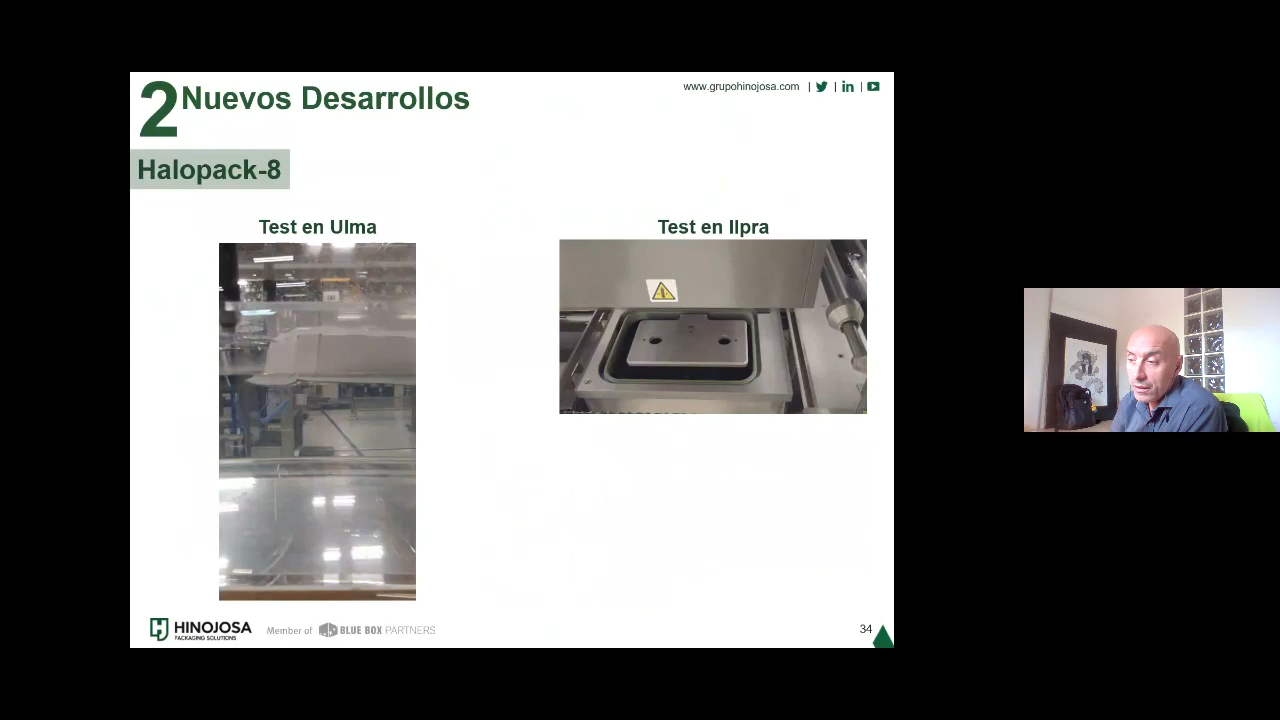 2 Nuevos Desarrollos
www.grupohinojosa.com | | |
Halopack-8
Test en Ulma
Test en Ilpra
HINOJOSA
PACKAGING SOLUTIONS
Member of BLUE BOX PARTNERS
34